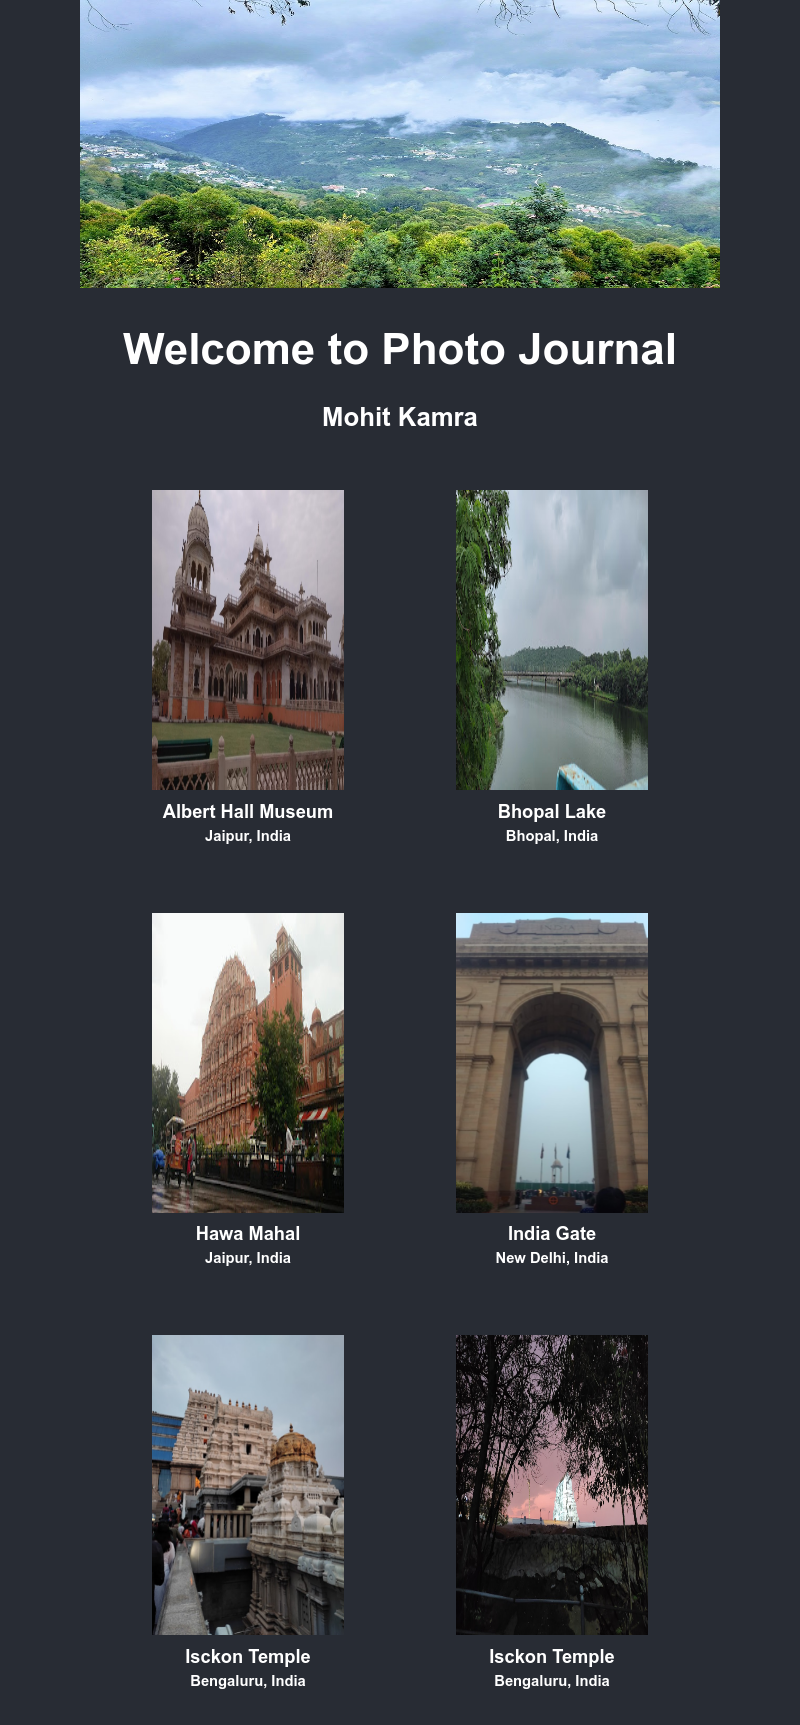 Welcome to Photo Journal
Mohit Kamra
Albert Hall Museum
Jaipur, India
Bhopal Lake
Bhopal, India
Hawa Mahal
Jaipur, India
INDIA
India Gate
New Delhi, India
Isckon Temple
Bengaluru, India
Isckon Temple
Bengaluru, India